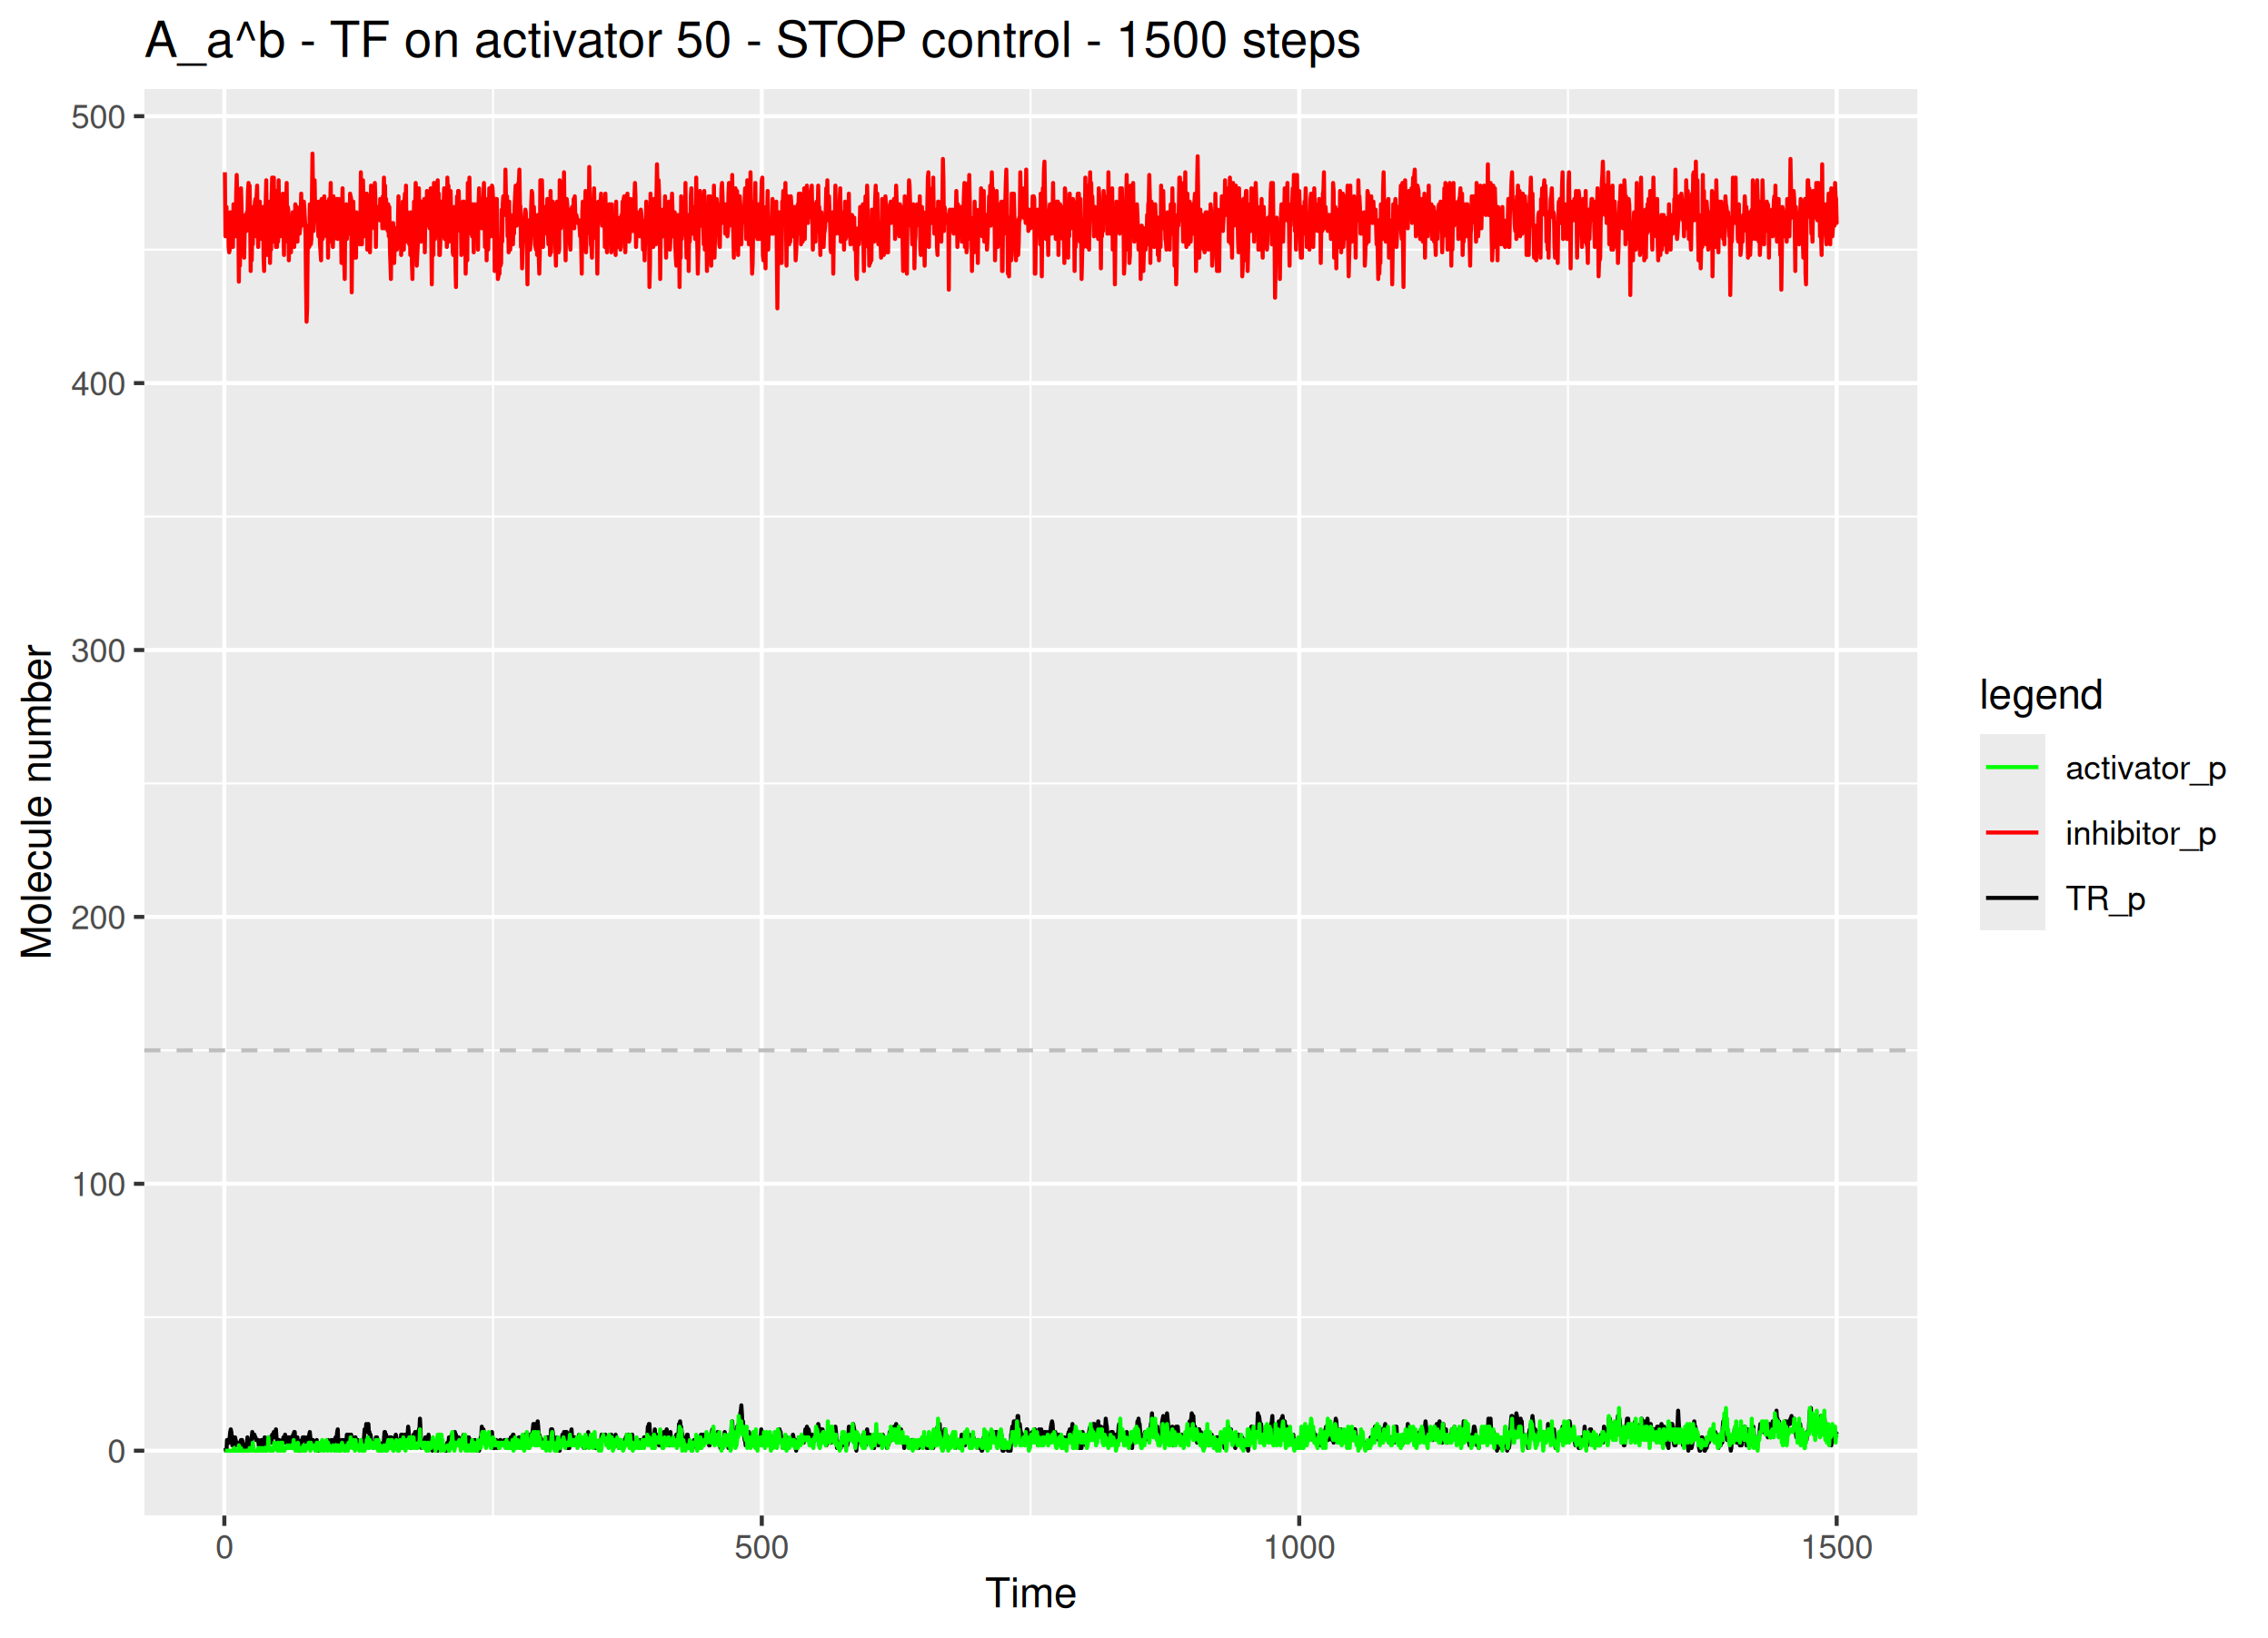 A_a^b - TF on activator 50 - STOP control - 1500 steps
500
400
300
200
100
0
Molecule number
0
500
1000
1500
Time
legend
activator_p
inhibitor_p
TR_p